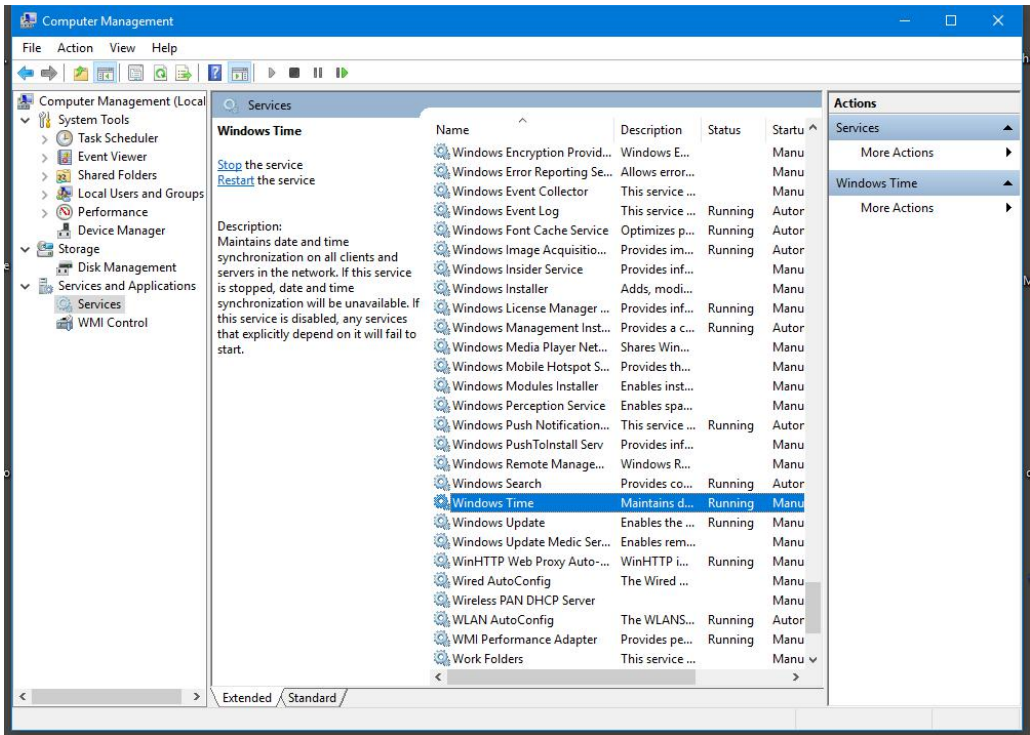 Computer Management
File Action View Help
Computer Management (Local
System Tools
Task Scheduler
Event Viewer
Shared Folders
Local Users and Groups
Performance
Device Manager
Storage
Disk Management
Services and Applications
Services
WMI Control
Services
Windows Time
Stop the service
Restart the service
Description:
Maintains date and time
synchronization on all clients and
servers in the network. If this service
is stopped, date and time
synchronization will be unavailable. If
this service is disabled, any services
that explicitly depend on it will fail to
start.
Name Description Status Startu
Windows Encryption Provid... Windows E... Manu
Windows Error Reporting Se... Allows error... Manu
Windows Event Collector This service ... Manu
Windows Event Log This service ... Running Autor
Windows Font Cache Service Optimizes p... Running Autor
Windows Image Acquisitio... Provides im... Running Autor
Windows Insider Service Provides inf... Manu
Windows Installer Adds, modi... Manu
Windows License Manager ... Provides inf... Running Manu
Windows Management Inst... Provides a c... Running Autor
Windows Media Player Net... Shares Win... Manu
Windows Mobile Hotspot S... Provides th... Manu
Windows Modules Installer Enables inst... Manu
Windows Perception Service Enables spa... Manu
Windows Push Notification... This service ... Running Autor
Windows PushToInstall Serv Provides inf... Manu
Windows Remote Manage... Windows R... Manu
Windows Search Provides co... Running Autor
Windows Time Maintains d... Running Manu
Windows Update Enables the ... Running Manu
Windows Update Medic Ser... Enables rem... Manu
WinHTTP Web Proxy Auto-... WinHTTP i... Running Manu
Wired AutoConfig The Wired ... Manu
Wireless PAN DHCP Server Manu
WLAN AutoConfig The WLANS... Running Autor
WMI Performance Adapter Provides pe... Running Manu
Work Folders This service ... Manu
Extended Standard
Actions
Services
More Actions
Windows Time
More Actions